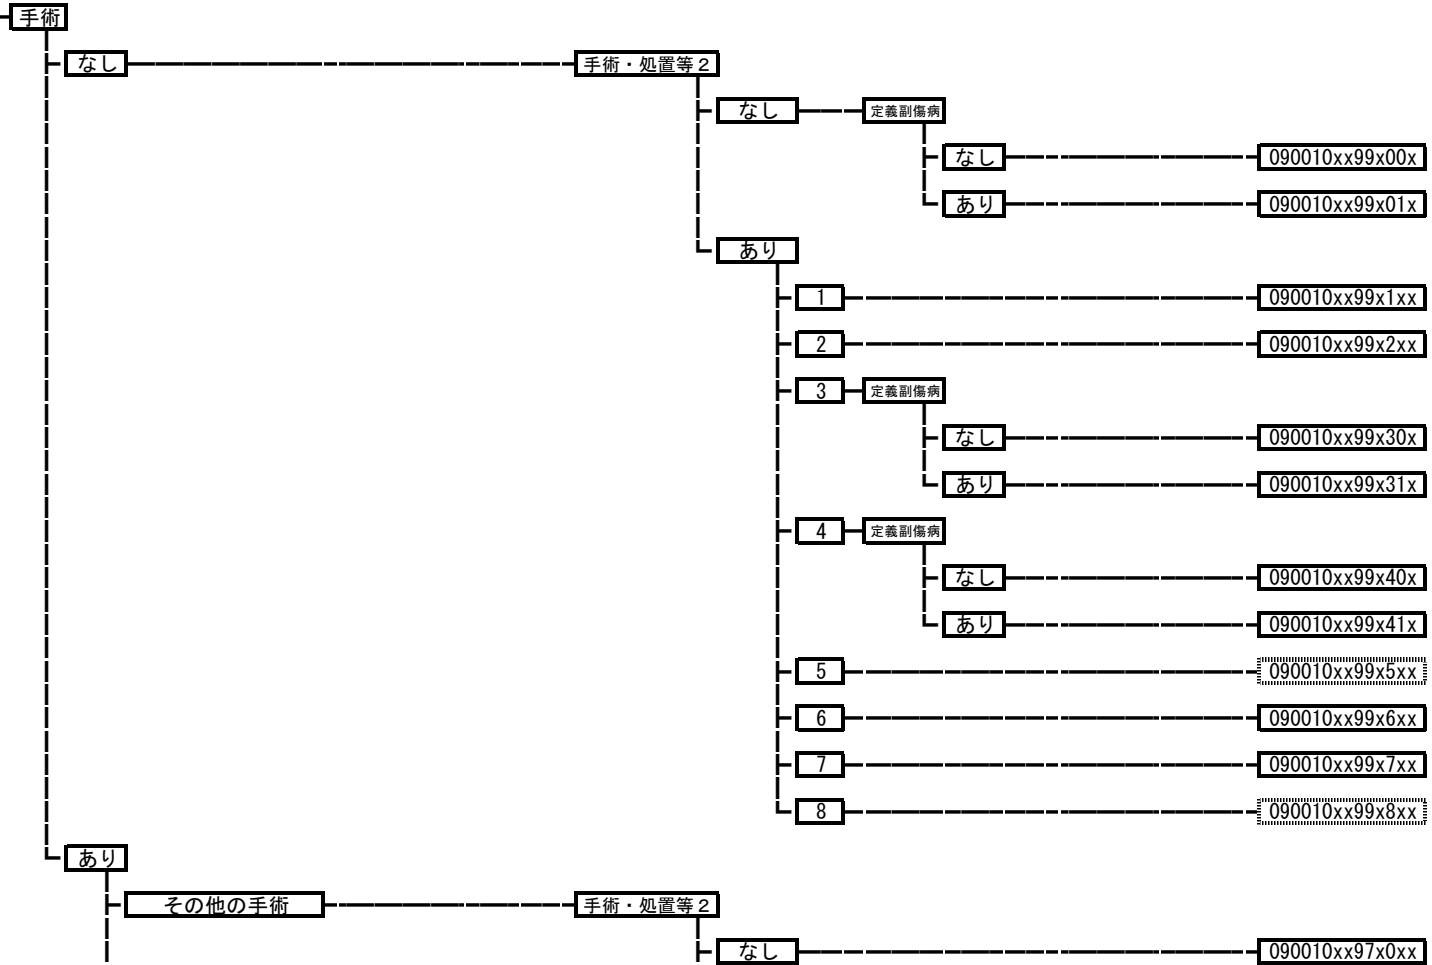 手術
なし 手術・処置等2
なし 定義副傷病
なし 090010xx99x00x
あり 090010xx99x01x
あり
1 090010xx99x1xx
2 090010xx99x2xx
3 定義副傷病
なし 090010xx99x30x
あり 090010xx99x31x
4 定義副傷病
なし 090010xx99x40x
あり 090010xx99x41x
5 090010xx99x5xx
6 090010xx99x6xx
7 090010xx99x7xx
8 090010xx99x8xx
あり
その他の手術 手術・処置等2
なし 090010xx97x0xx